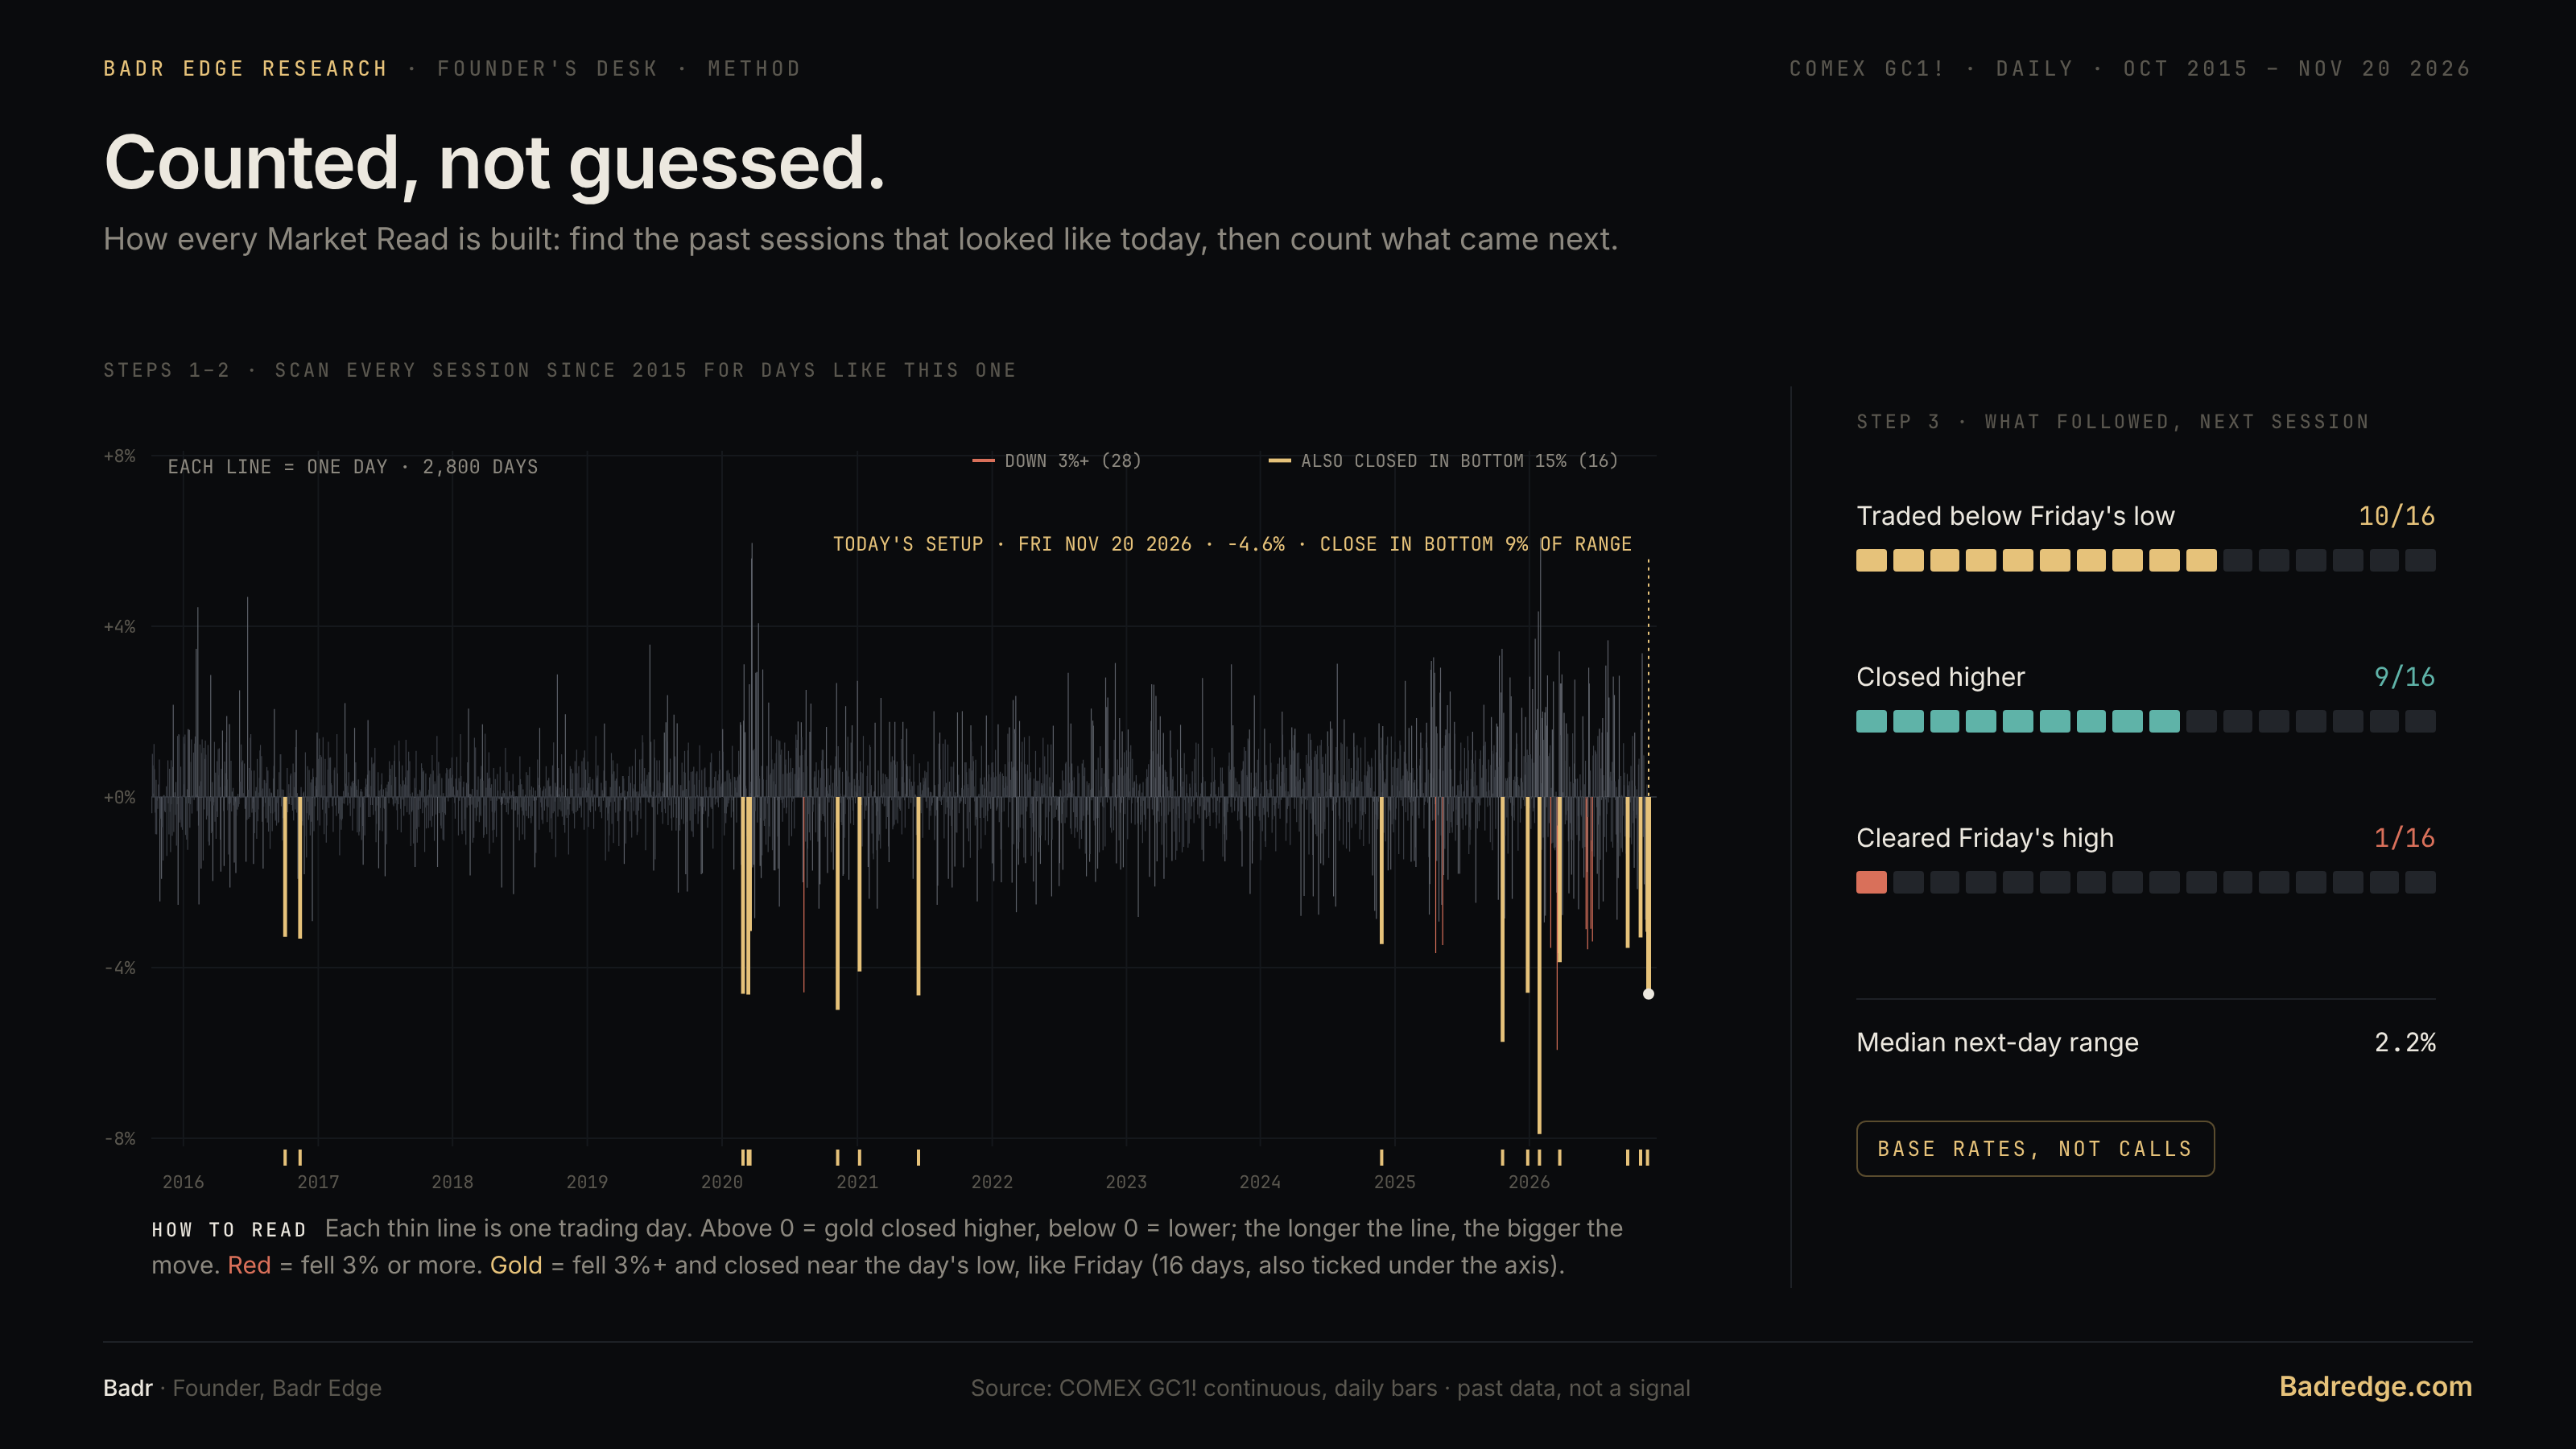 BADR EDGE RESEARCH · FOUNDER'S DESK · METHOD
COMEX GC1! · DAILY · OCT 2015 – NOV 20 2026
Counted, not guessed.
How every Market Read is built: find the past sessions that looked like today, then count what came next.
STEPS 1–2 · SCAN EVERY SESSION SINCE 2015 FOR DAYS LIKE THIS ONE
+8%
EACH LINE = ONE DAY · 2,800 DAYS
DOWN 3%+ (28)
ALSO CLOSED IN BOTTOM 15% (16)
TODAY'S SETUP · FRI NOV 20 2026 · -4.6% · CLOSE IN BOTTOM 9% OF RANGE
+4%
+0%
-4%
-8%
2016 2017 2018 2019 2020 2021 2022 2023 2024 2025 2026
HOW TO READ Each thin line is one trading day. Above 0 = gold closed higher, below 0 = lower; the longer the line, the bigger the
move. Red = fell 3% or more. Gold = fell 3%+ and closed near the day's low, like Friday (16 days, also ticked under the axis).
STEP 3 · WHAT FOLLOWED, NEXT SESSION
Traded below Friday's low 10/16
Closed higher 9/16
Cleared Friday's high 1/16
Median next-day range 2.2%
BASE RATES, NOT CALLS
Badr · Founder, Badr Edge
Source: COMEX GC1! continuous, daily bars · past data, not a signal
Badredge.com